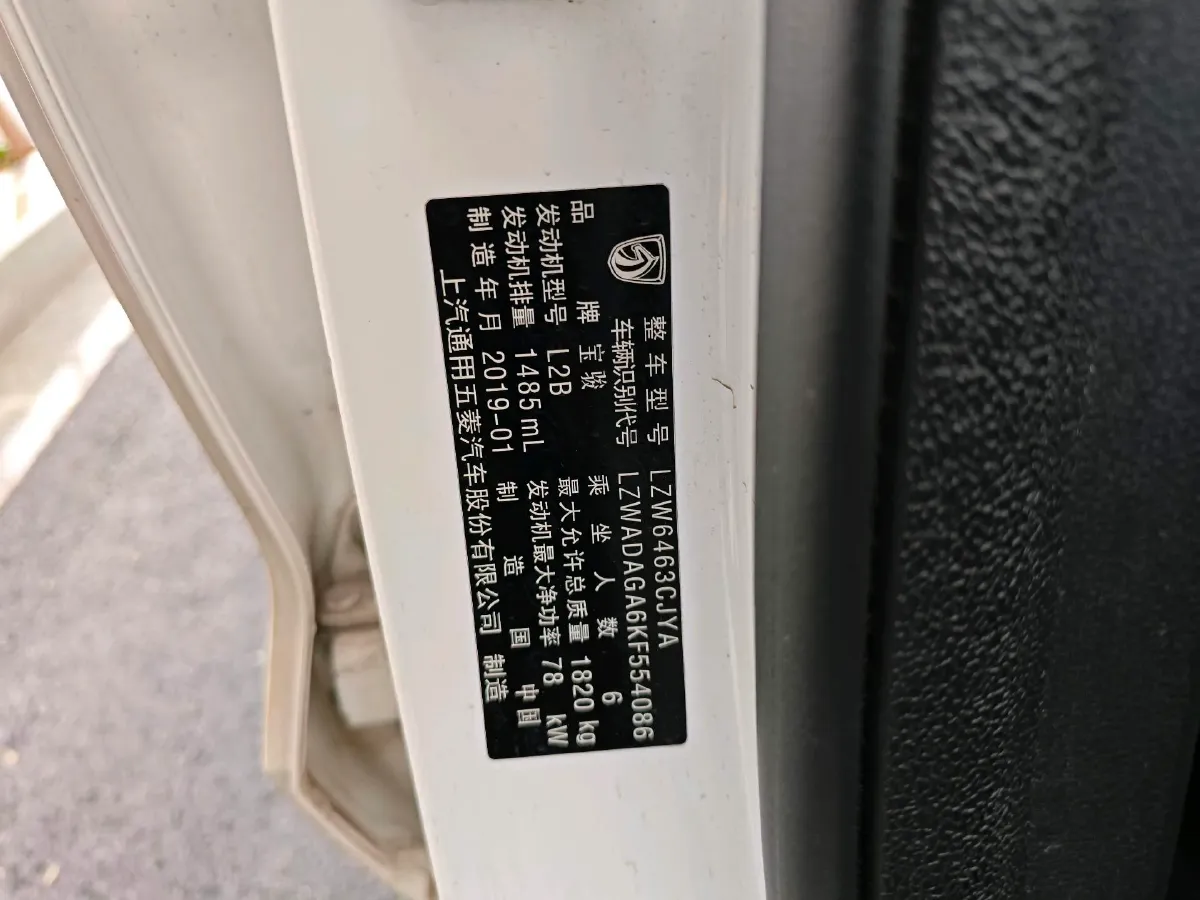 整车型号 LZW6463CJYA
车辆识别代号 LZWADAGA6KF554086
品牌 宝骏 乘坐人数 6
发动机型号 L2B 最大允许总质量 1820 kg
发动机排量 1485 mL 发动机最大净功率 78 kW
制造年月 2019-01 制造国 中国
上汽通用五菱汽车股份有限公司 制造